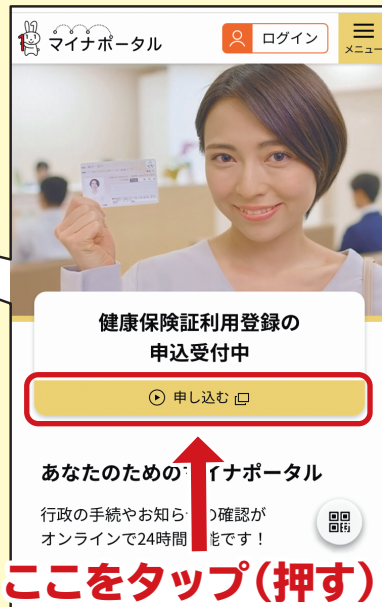 マイナポータル
ログイン
メニュー
健康保険証利用登録の
申込受付中
申し込む
あなたのための イナポータル
行政の手続やお知ら の確認が
オンラインで24時間 能です！
ここをタップ(押す)